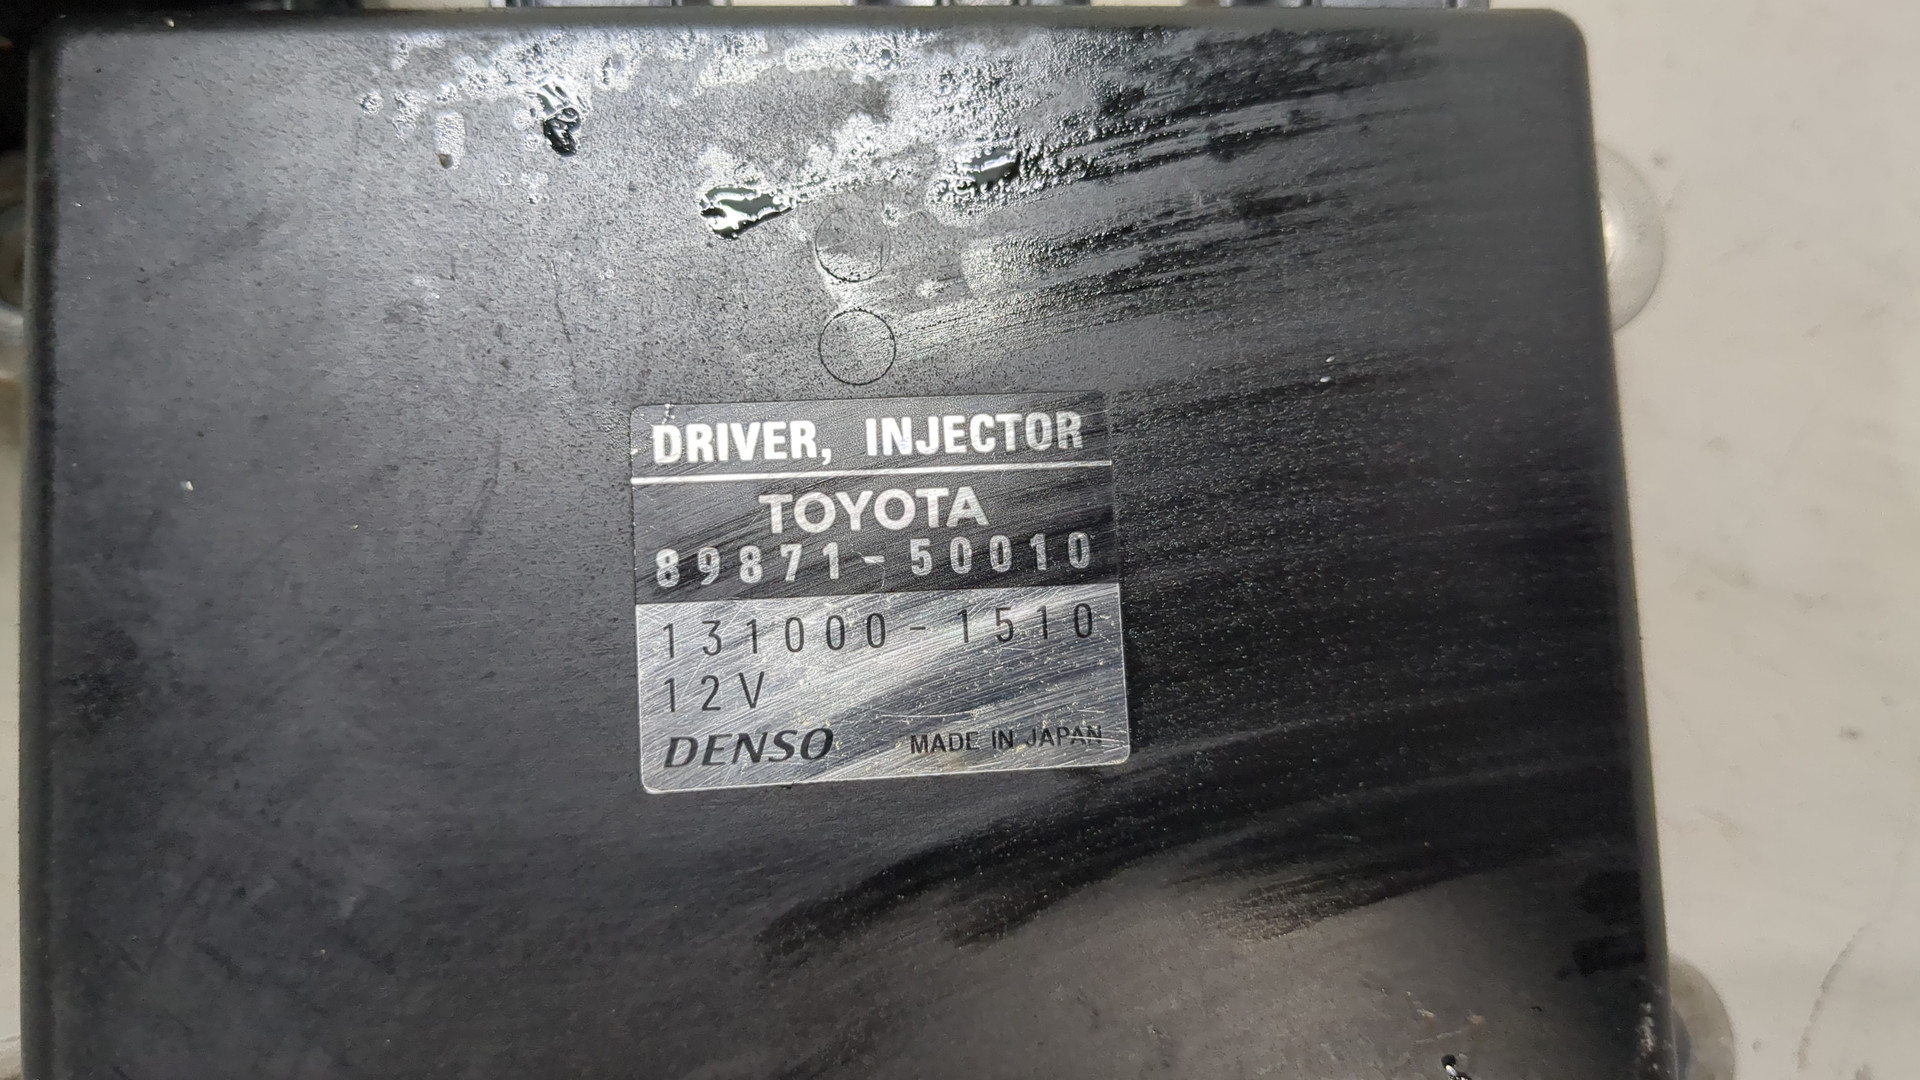 DRIVER, INJECTOR
TOYOTA
89871-50010
131000-1510
12V
DENSO MADE IN JAPAN